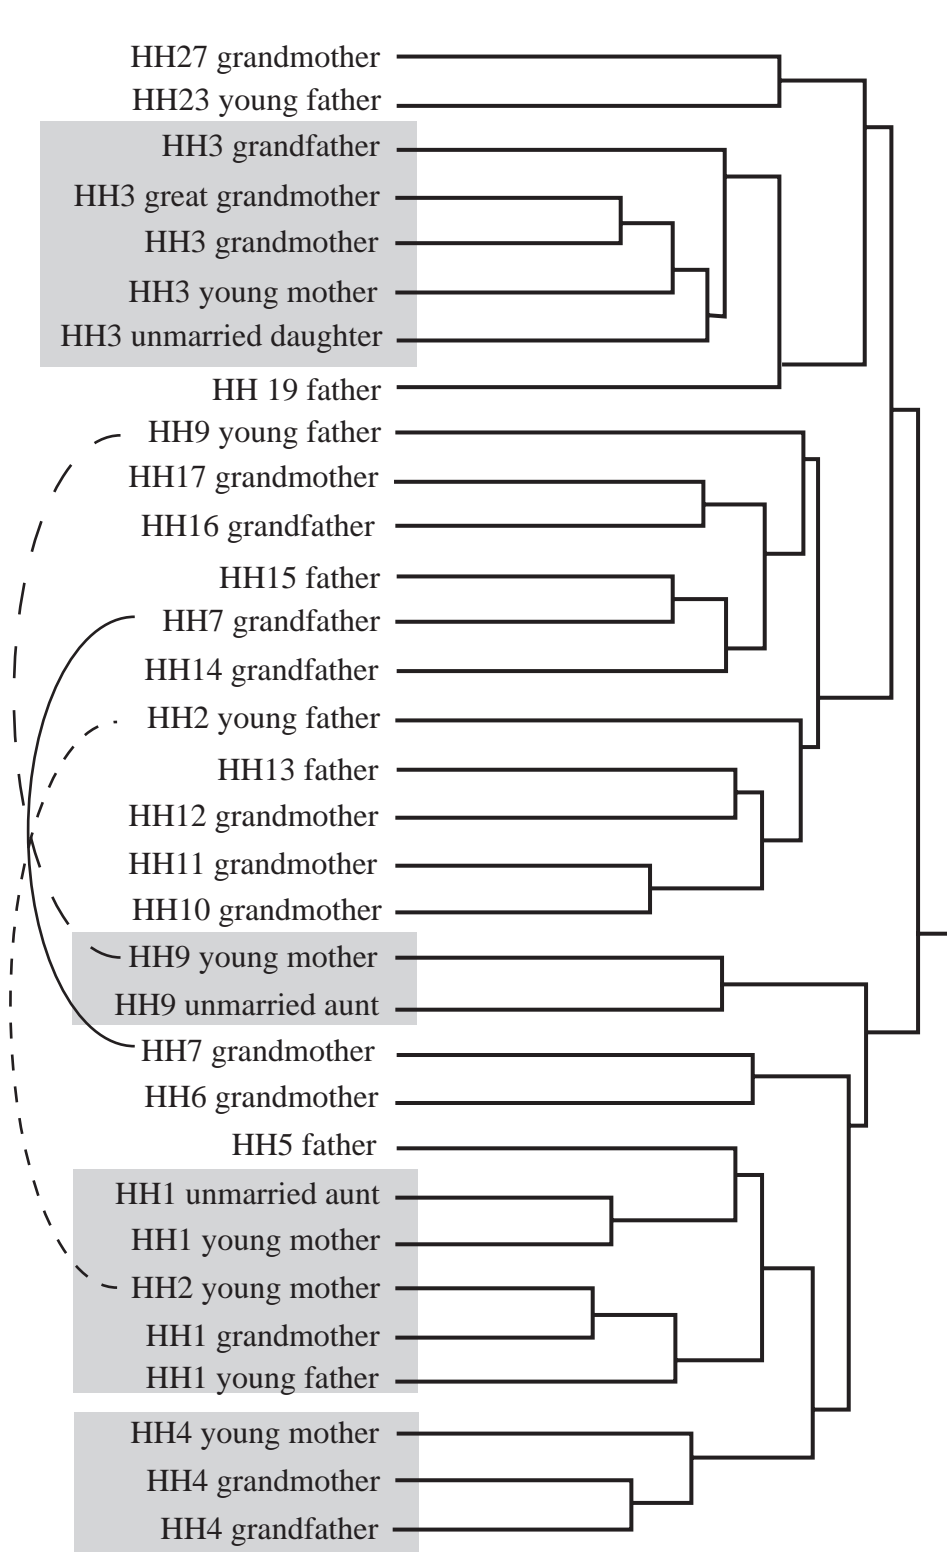 HH27 grandmother
HH23 young father
HH3 grandfather
HH3 great grandmother
HH3 grandmother
HH3 young mother
HH3 unmarried daughter
HH 19 father
HH9 young father
HH17 grandmother
HH16 grandfather
HH15 father
HH7 grandfather
HH14 grandfather
HH2 young father
HH13 father
HH12 grandmother
HH11 grandmother
HH10 grandmother
HH9 young mother
HH9 unmarried aunt
HH7 grandmother
HH6 grandmother
HH5 father
HH1 unmarried aunt
HH1 young mother
HH2 young mother
HH1 grandmother
HH1 young father
HH4 young mother
HH4 grandmother
HH4 grandfather